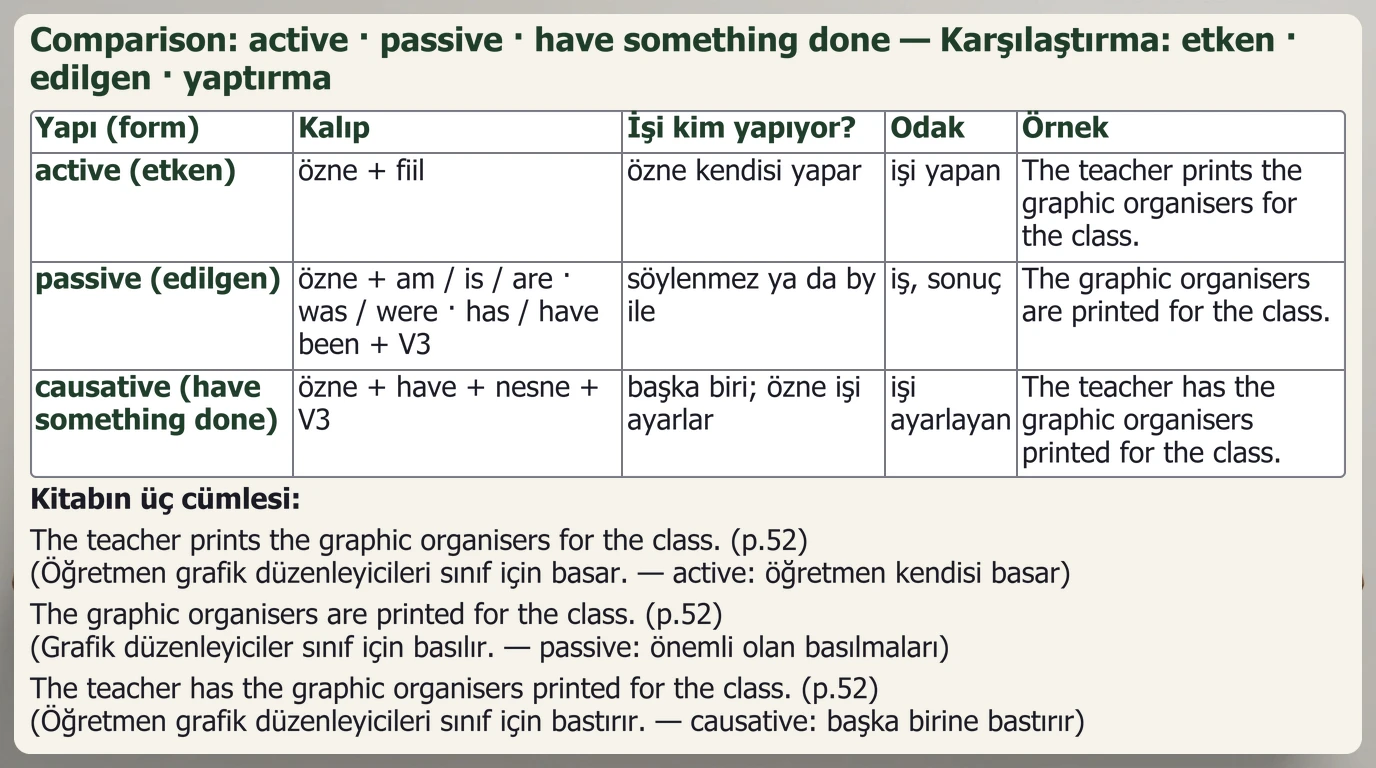 Comparison: active · passive · have something done — Karşılaştırma: etken ·
edilgen · yaptırma
Yapı (form) Kalıp İşi kim yapıyor? Odak Örnek
active (etken) özne + fiil özne kendisi yapar işi yapan The teacher prints the
graphic organisers for
the class.
passive (edilgen) özne + am / is / are · söylenmez ya da by iş, sonuç The graphic organisers
was / were · has / have ile are printed for the class.
been + V3
causative (have özne + have + nesne + başka biri; özne işi işi The teacher has the
something done) V3 ayarlar ayarlayan graphic organisers
printed for the class.
Kitabın üç cümlesi:
The teacher prints the graphic organisers for the class. (p.52)
(Öğretmen grafik düzenleyicileri sınıf için basar. — active: öğretmen kendisi basar)
The graphic organisers are printed for the class. (p.52)
(Grafik düzenleyiciler sınıf için basılır. — passive: önemli olan basılmaları)
The teacher has the graphic organisers printed for the class. (p.52)
(Öğretmen grafik düzenleyicileri sınıf için bastırır. — causative: başka birine bastırır)